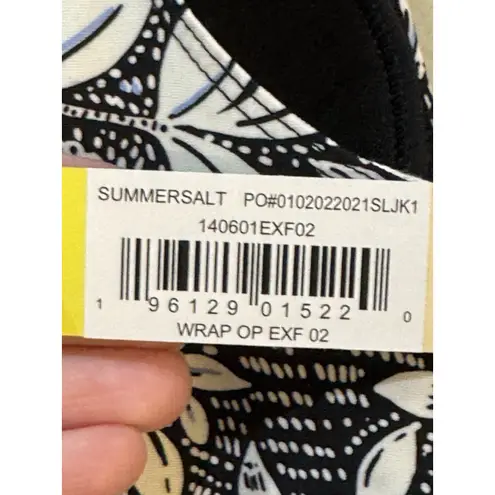 SUMMERSALT PO#0102022021SLJK1
140601EXF02
1 96129 01522 0
WRAP OP EXF 02